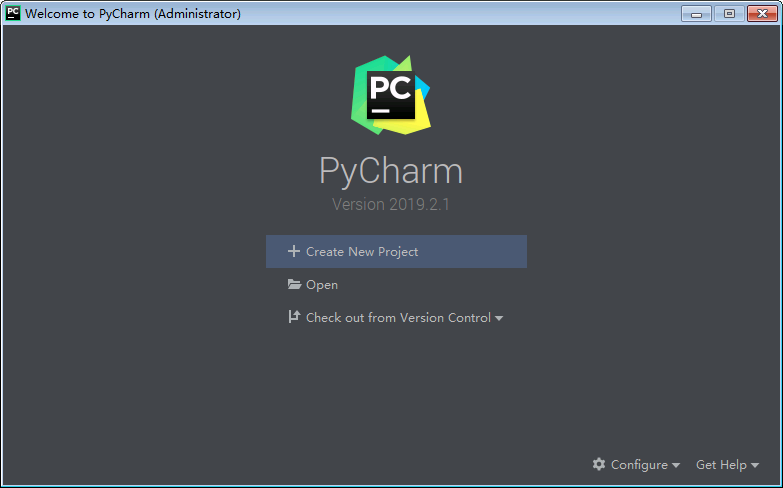 Welcome to PyCharm (Administrator)
PC
PyCharm
Version 2019.2.1
Create New Project
Open
Check out from Version Control
Configure
Get Help